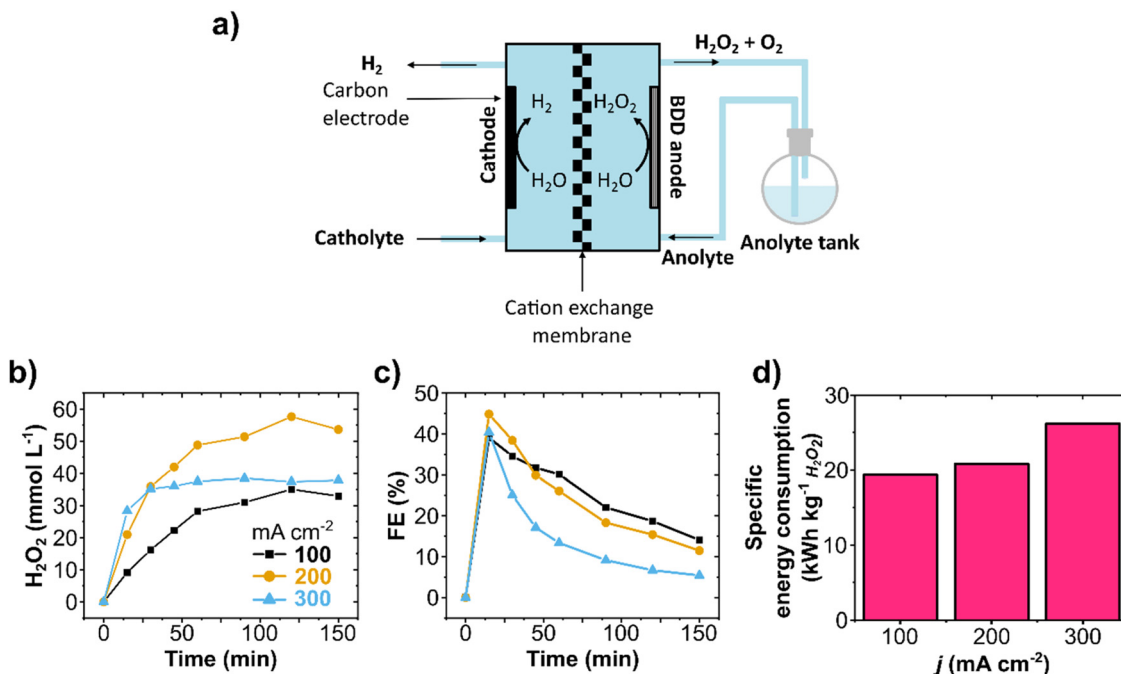 a)
H₂
Carbon
electrode
Cathode
H₂
H₂O
H₂O₂
H₂O
BDD anode
H₂O₂ + O₂
Catholyte
Anolyte
Anolyte tank
Cation exchange
membrane
b)
H₂O₂ (mmol L⁻¹)
60
50
40
30
20
10
0
mA cm⁻²
100
200
300
0 50 100 150
Time (min)
c)
FE (%)
50
40
30
20
10
0
0 50 100 150
Time (min)
d)
Specific
energy consumption
(kWh kg⁻¹ H₂O₂)
30
20
10
0
100 200 300
j (mA cm⁻²)